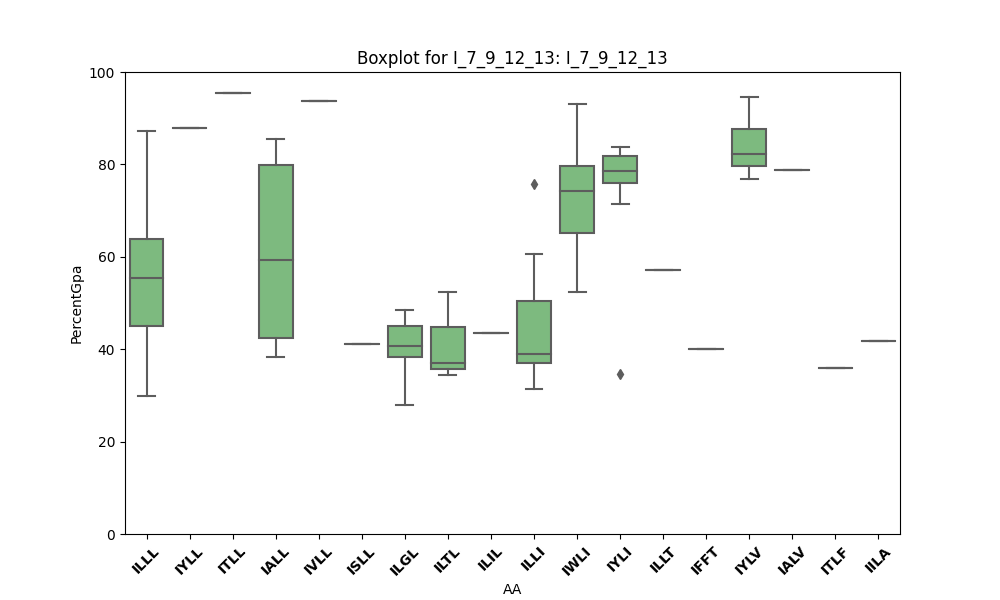 Boxplot for I_7_9_12_13: I_7_9_12_13
100
80
60
40
20
0
PercentGpa
ILLL IYLL ITLL IALL IVLL ISLL ILGL ILTL ILIL ILLI IWLI IYLI ILLT IFFT IYLV IALV ITLF IILA
AA